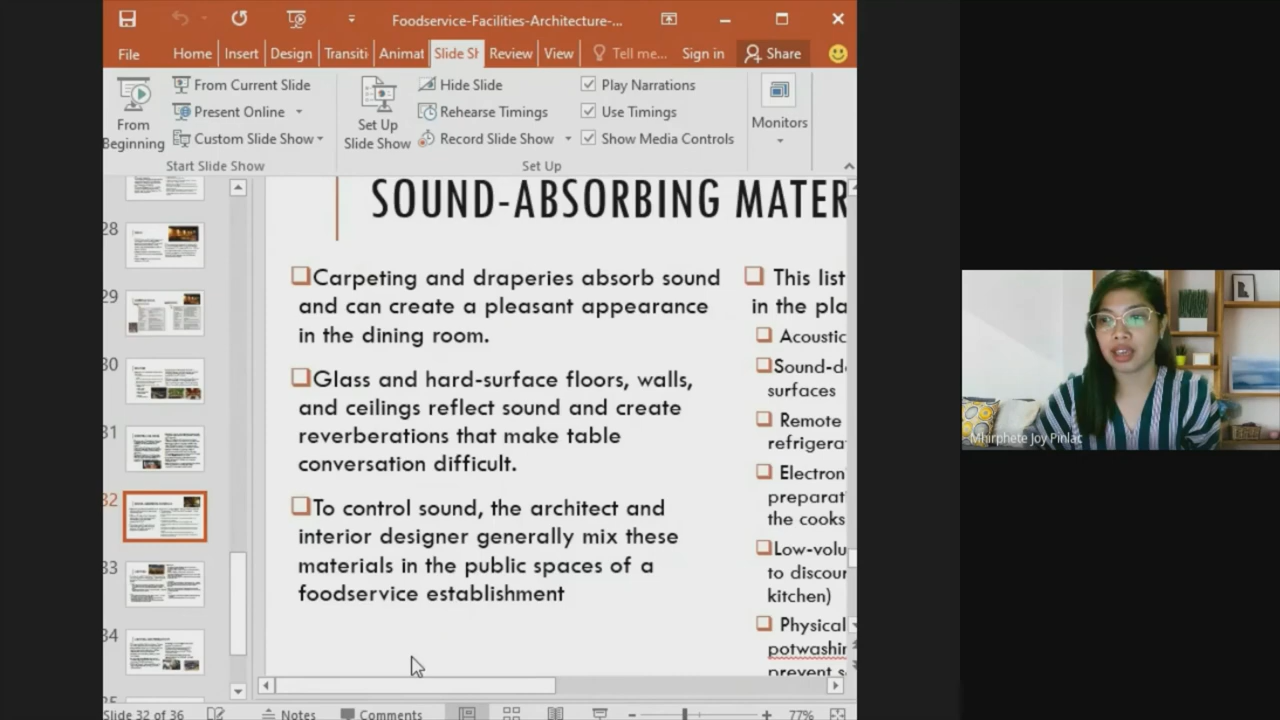 Foodservice-Facilities-Architecture-...
File Home Insert Design Transiti Animat Slide Sh Review View Tell me... Sign in Share
From Beginning
From Current Slide
Present Online
Custom Slide Show
Start Slide Show
Set Up
Slide Show
Hide Slide
Rehearse Timings
Record Slide Show
Play Narrations
Use Timings
Show Media Controls
Set Up
Monitors
28
29
30
31
32
33
34
SOUND-ABSORBING MATER
Carpeting and draperies absorb sound
and can create a pleasant appearance
in the dining room.
Glass and hard-surface floors, walls,
and ceilings reflect sound and create
reverberations that make table
conversation difficult.
To control sound, the architect and
interior designer generally mix these
materials in the public spaces of a
foodservice establishment
This list
in the pla
Acoustic
Sound-de
surfaces
Remote
refrigera
Electron
preparat
the cooks
Low-volu
to discour
kitchen)
Physical
potwashin
prevent s
Slide 32 of 36 Notes Comments 77%
Mhirphete Joy Pinlac